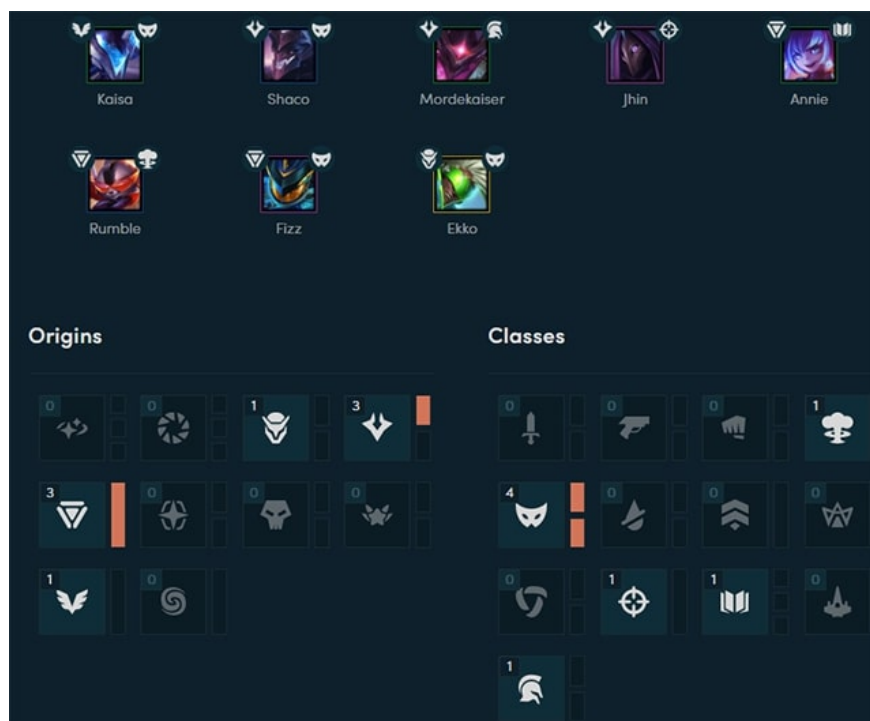 Kaisa Shaco Mordekaiser Jhin Annie
Rumble Fizz Ekko
Origins Classes
0 0 1 3 0 0 0 1
3 0 0 0 4 0 0 0
1 0 0 1 1 0
1